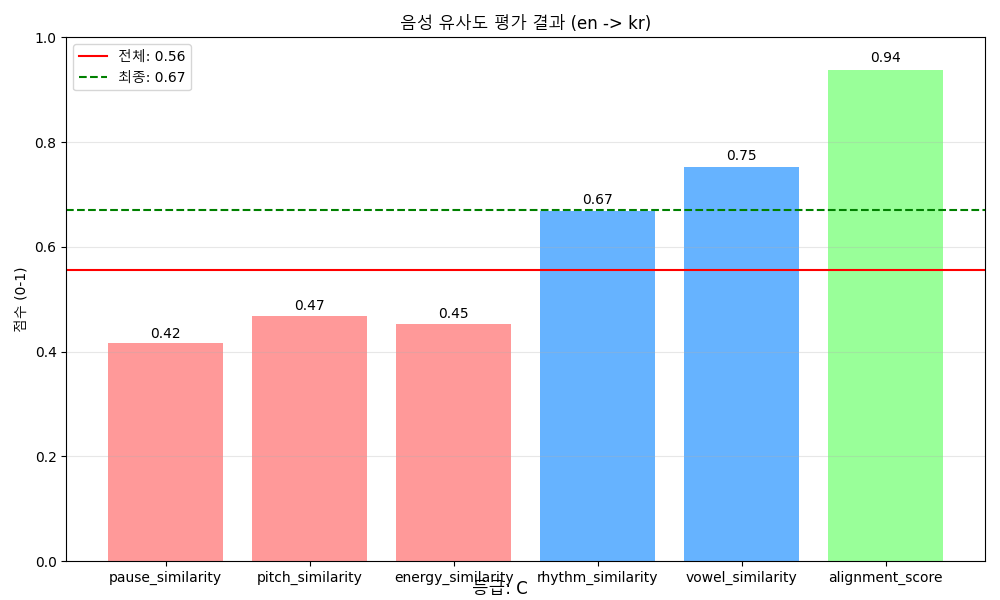 음성 유사도 평가 결과 (en -> kr)
전체: 0.56
최종: 0.67
점수 (0-1)
1.0
0.8
0.6
0.4
0.2
0.0
0.42
0.47
0.45
0.67
0.75
0.94
pause_similarity
pitch_similarity
energy_similarity
rhythm_similarity
vowel_similarity
alignment_score
등급: C